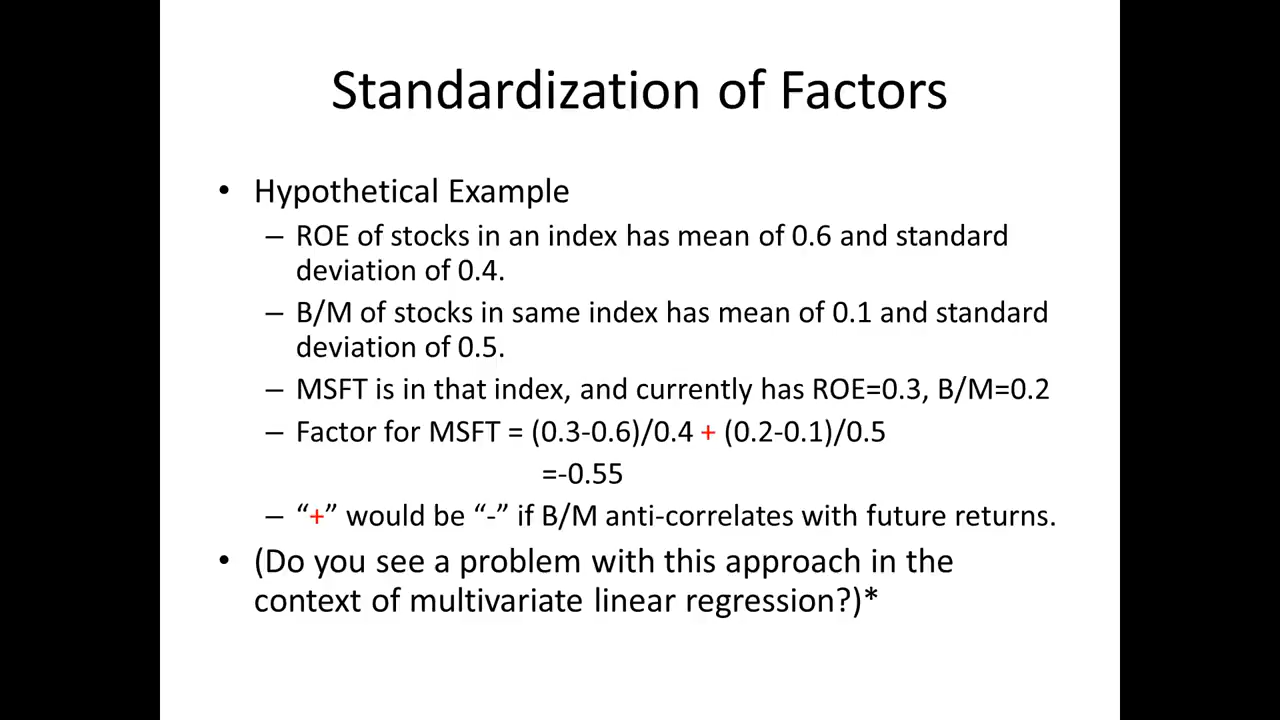 Standardization of Factors
• Hypothetical Example
– ROE of stocks in an index has mean of 0.6 and standard
deviation of 0.4.
– B/M of stocks in same index has mean of 0.1 and standard
deviation of 0.5.
– MSFT is in that index, and currently has ROE=0.3, B/M=0.2
– Factor for MSFT = (0.3-0.6)/0.4 + (0.2-0.1)/0.5
=-0.55
– “+” would be “-” if B/M anti-correlates with future returns.
• (Do you see a problem with this approach in the
context of multivariate linear regression?)*